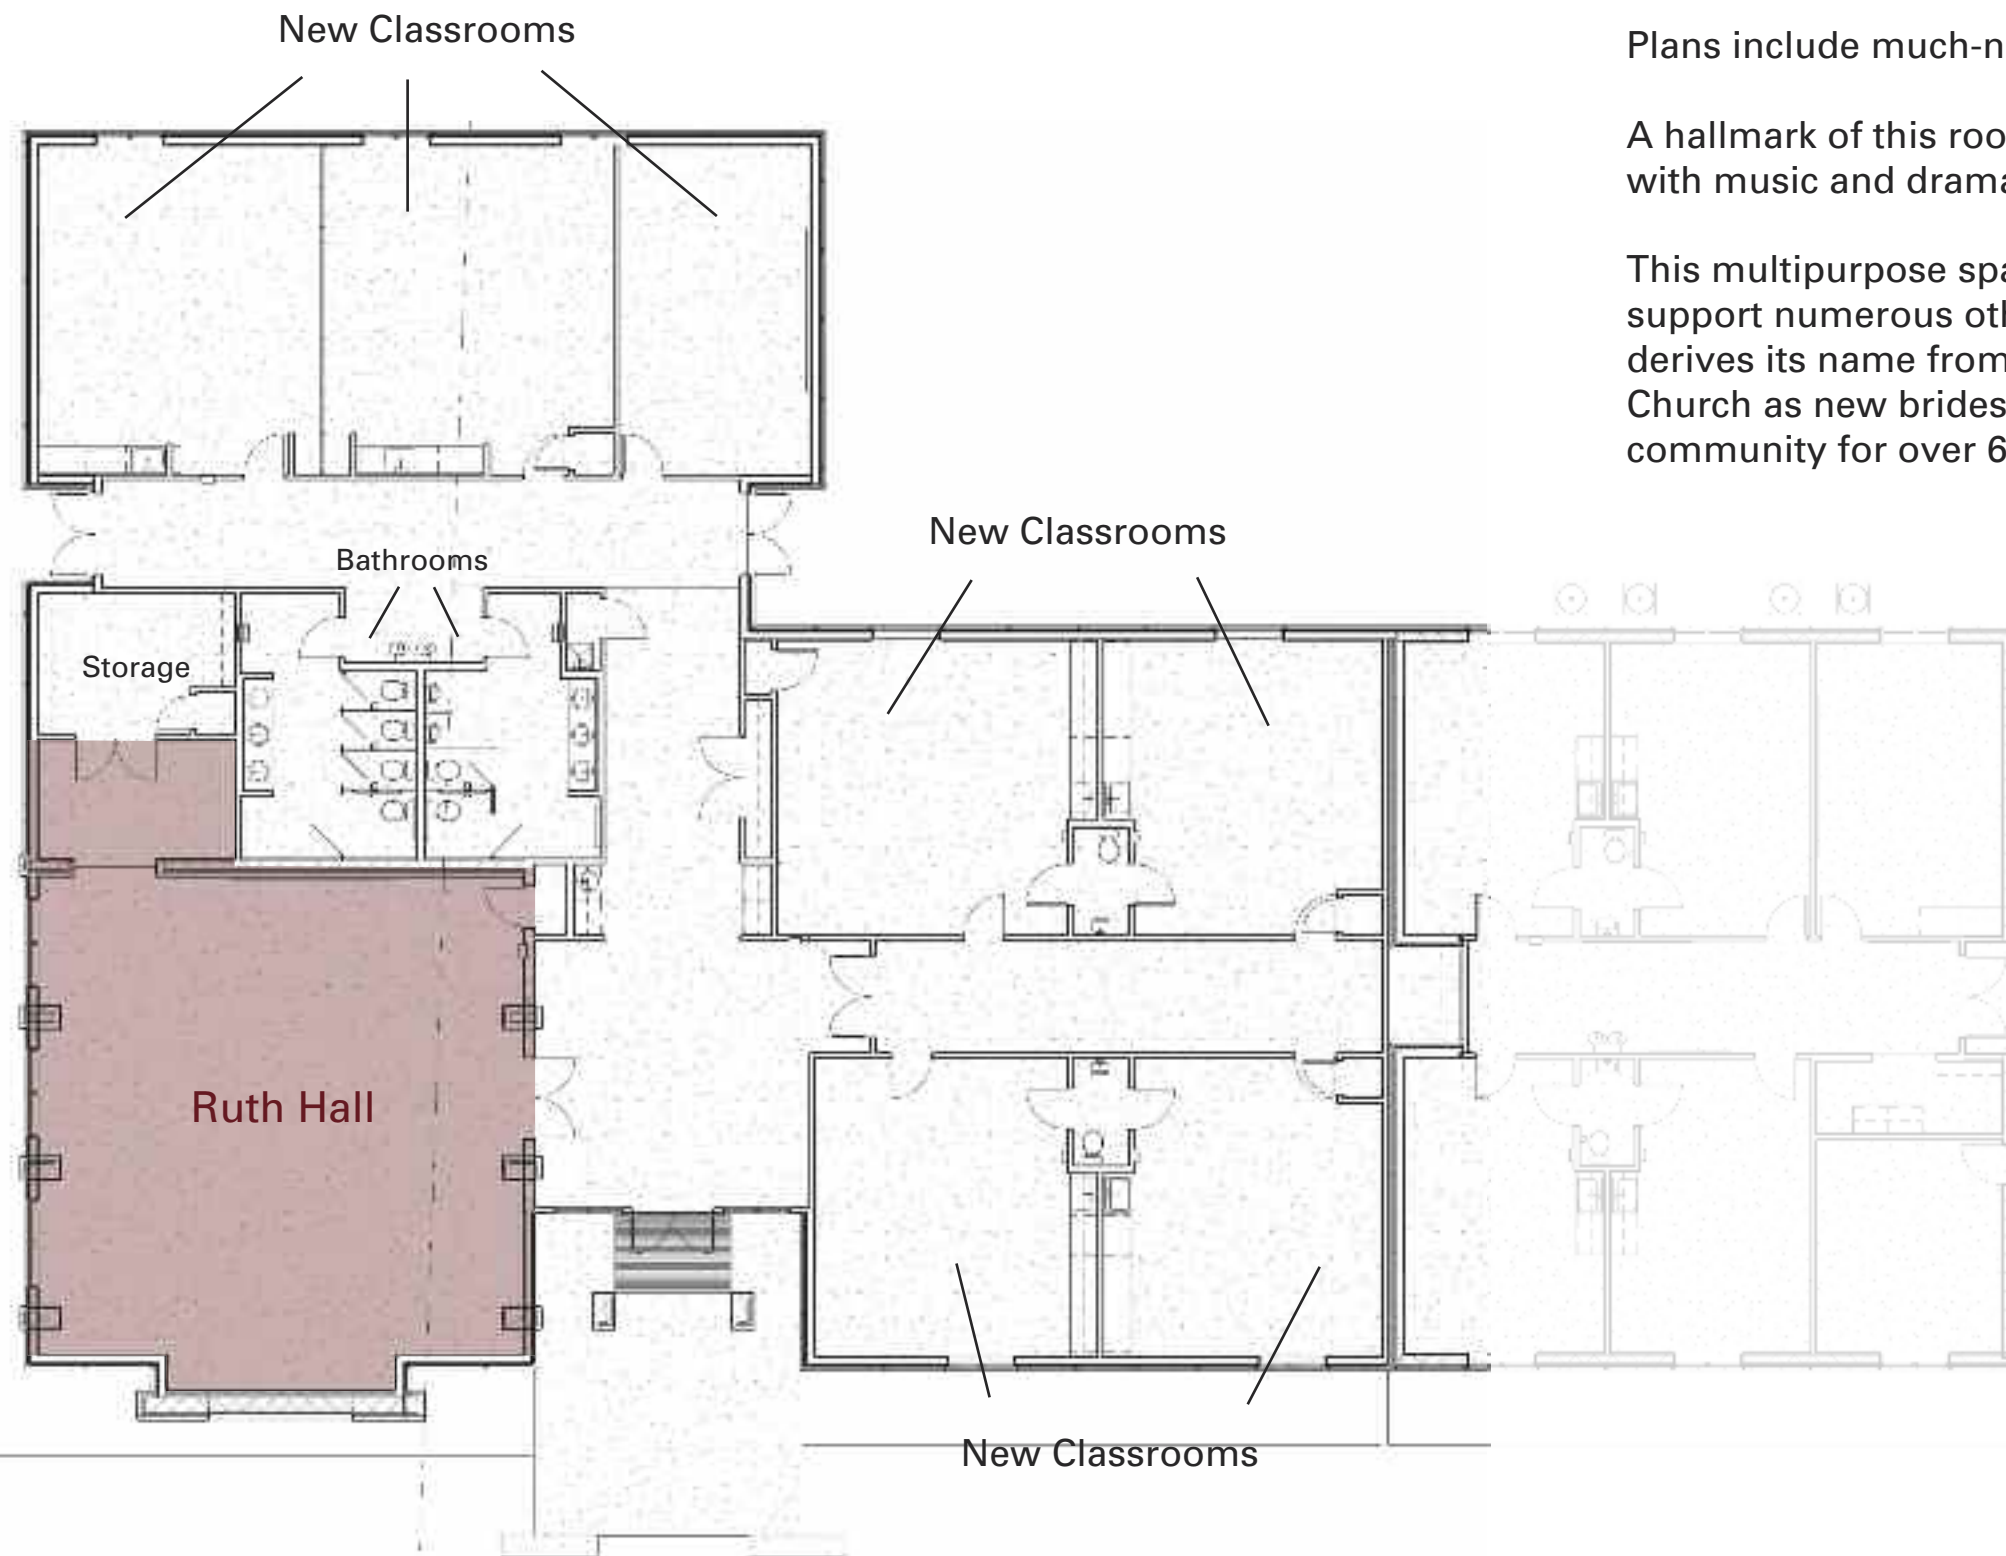 New Classrooms
Plans include much-n
A hallmark of this roo
with music and drama
This multipurpose spa
support numerous oth
derives its name from
Church as new brides
community for over 6
New Classrooms
Bathrooms
Storage
Ruth Hall
New Classrooms